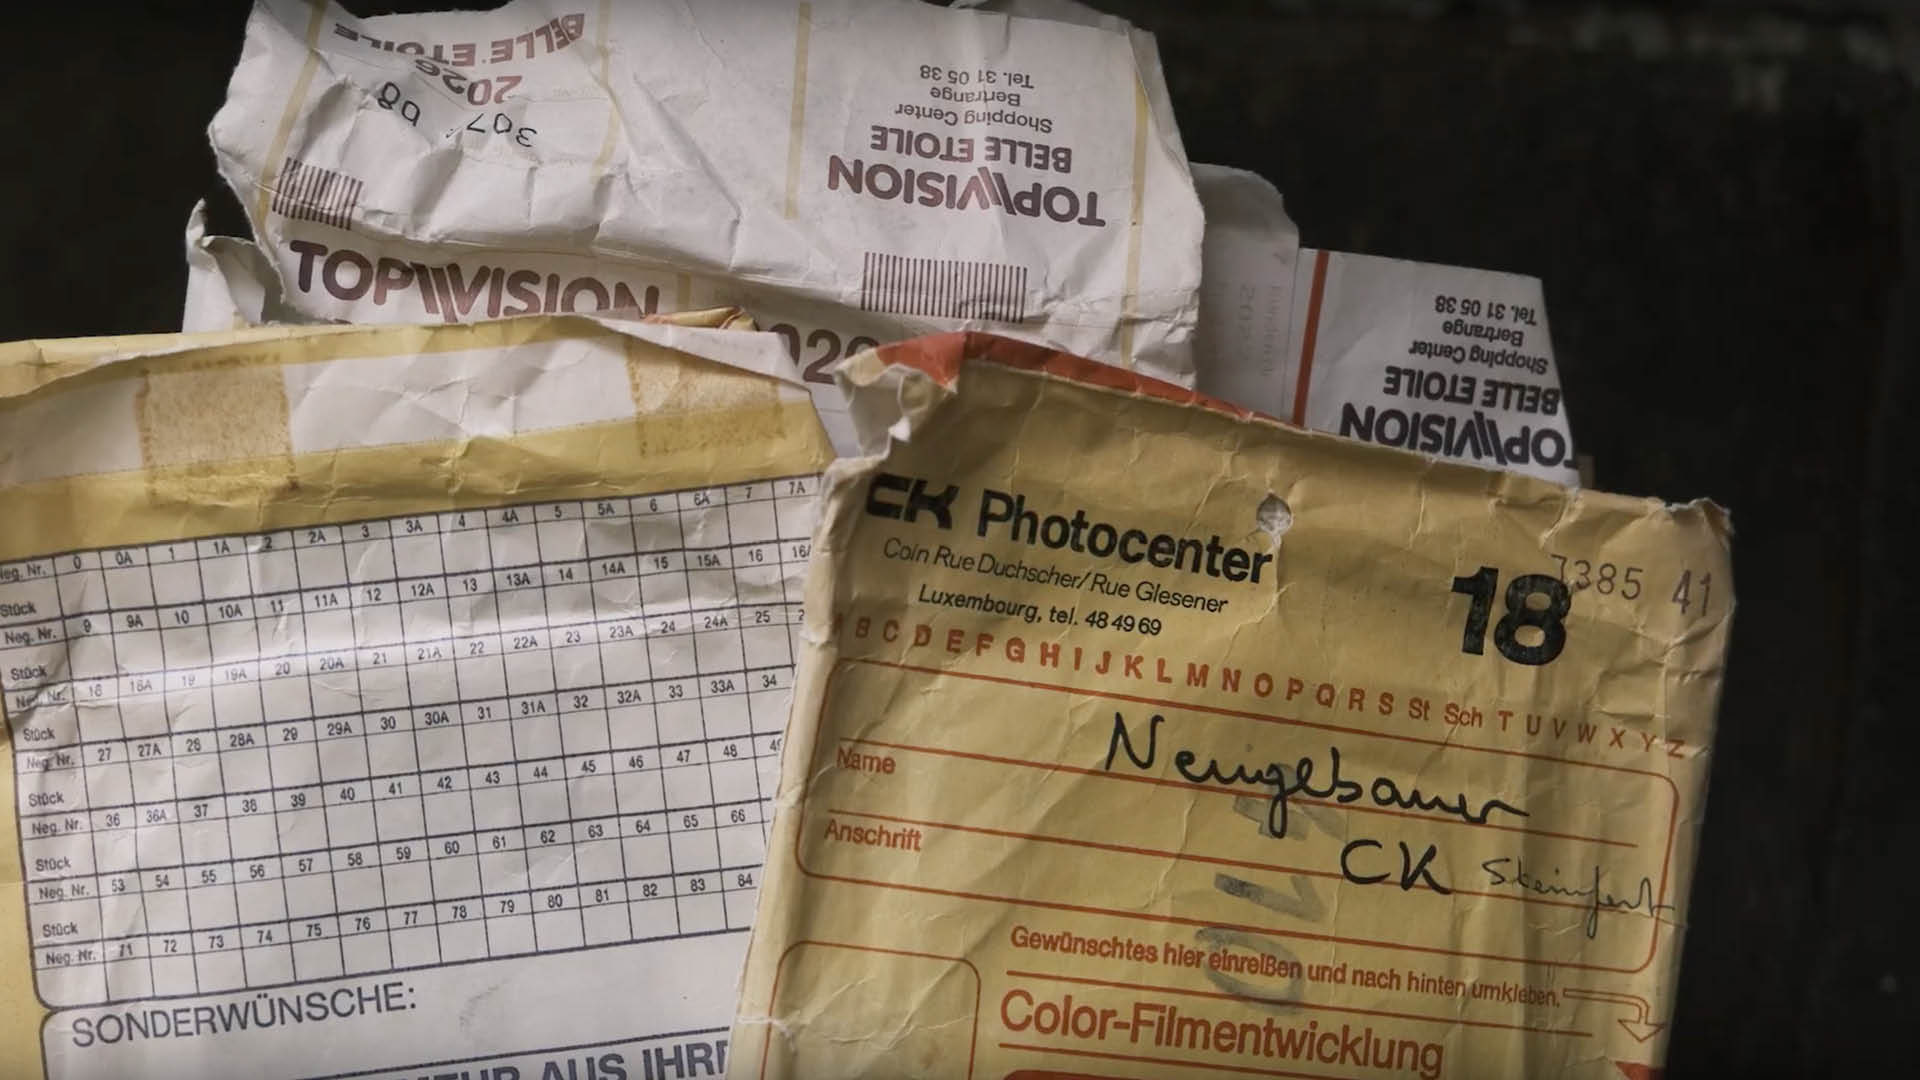 BELLE ETOILE
2026
307 08
TOP VISION
BELLE ETOILE
Shopping Center
Bertrange
Tel. 31 05 38
TOP VISION
TOP VISION
BELLE ETOILE
Shopping Center
Bertrange
Tel. 31 05 38
Neg. Nr. 0 0A 1 1A 2 2A 3 3A 4 4A 5 5A 6 6A 7 7A
Stück
Neg. Nr. 9 9A 10 10A 11 11A 12 12A 13 13A 14 14A 15 15A 16
Stück
Neg. Nr. 18 18A 19 19A 20 20A 21 21A 22 22A 23 23A 24 24A 25
Stück
Neg. Nr. 27 27A 28 28A 29 29A 30 30A 31 31A 32 32A 33 33A 34
Stück
Neg. Nr. 36 36A 37 38 39 40 41 42 43 44 45 46 47 48
Stück
Neg. Nr. 53 54 55 56 57 58 59 60 61 62 63 64 65 66
Stück
Neg. Nr. 71 72 73 74 75 76 77 78 79 80 81 82 83 84
SONDERWÜNSCHE:
AUS IHRE
CK Photocenter
Coin Rue Duchscher/Rue Glesener
Luxembourg, tel. 48 49 69
18
7385 41
B C D E F G H I J K L M N O P Q R S St Sch T U V W X Y Z
Name Neugebauer
Anschrift CK Steinfort
Gewünschtes hier einreißen und nach hinten umkleben.
Color-Filmentwicklung